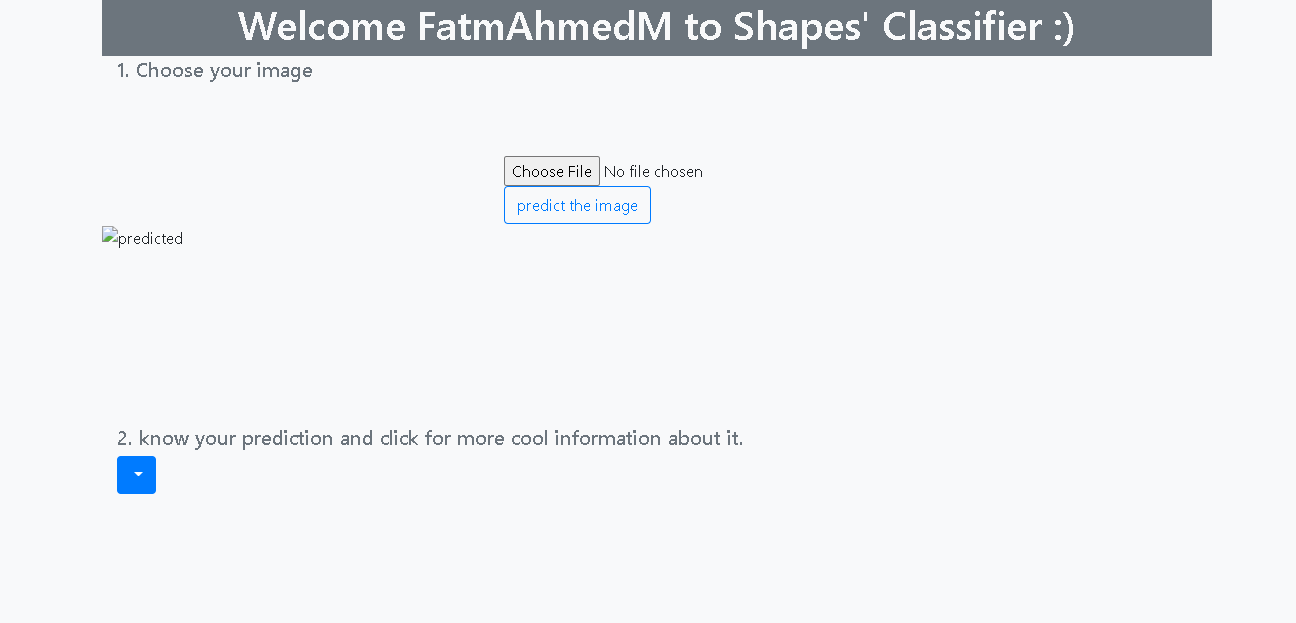 Welcome FatmAhmedM to Shapes' Classifier :)
1. Choose your image
Choose File No file chosen
predict the image
predicted
2. know your prediction and click for more cool information about it.